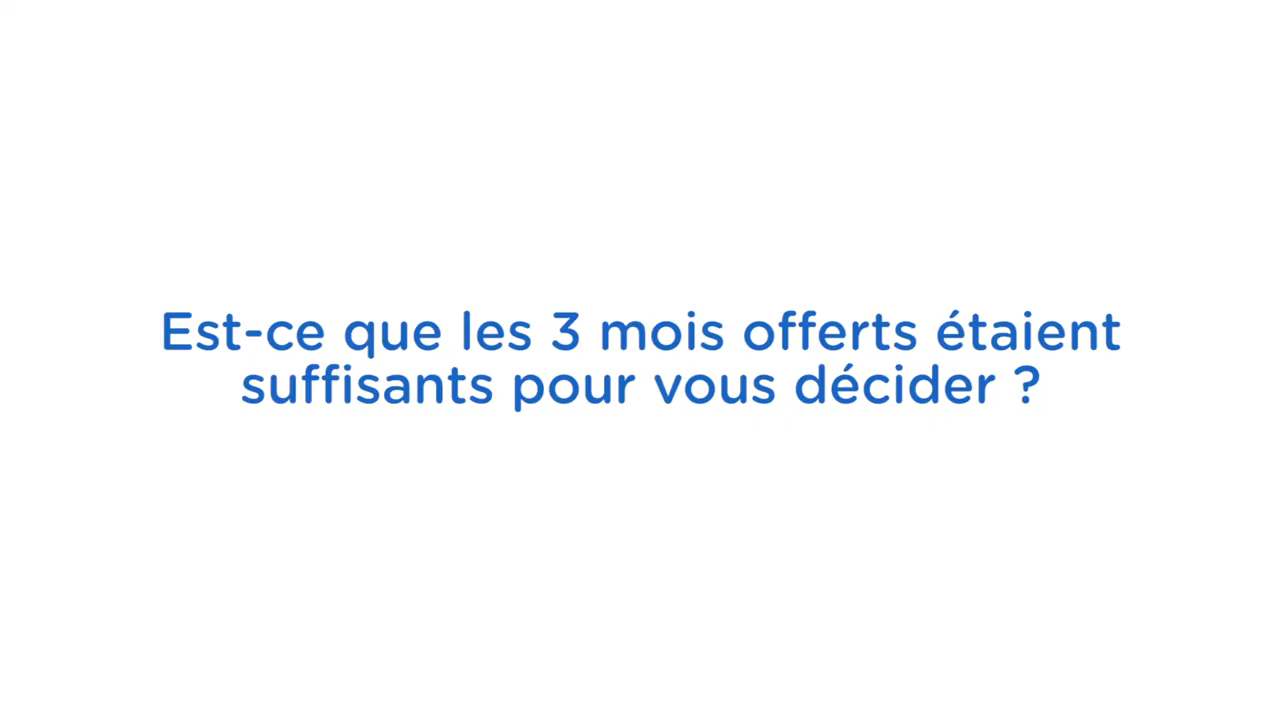 Est-ce que les 3 mois offerts étaient
suffisants pour vous décider ?